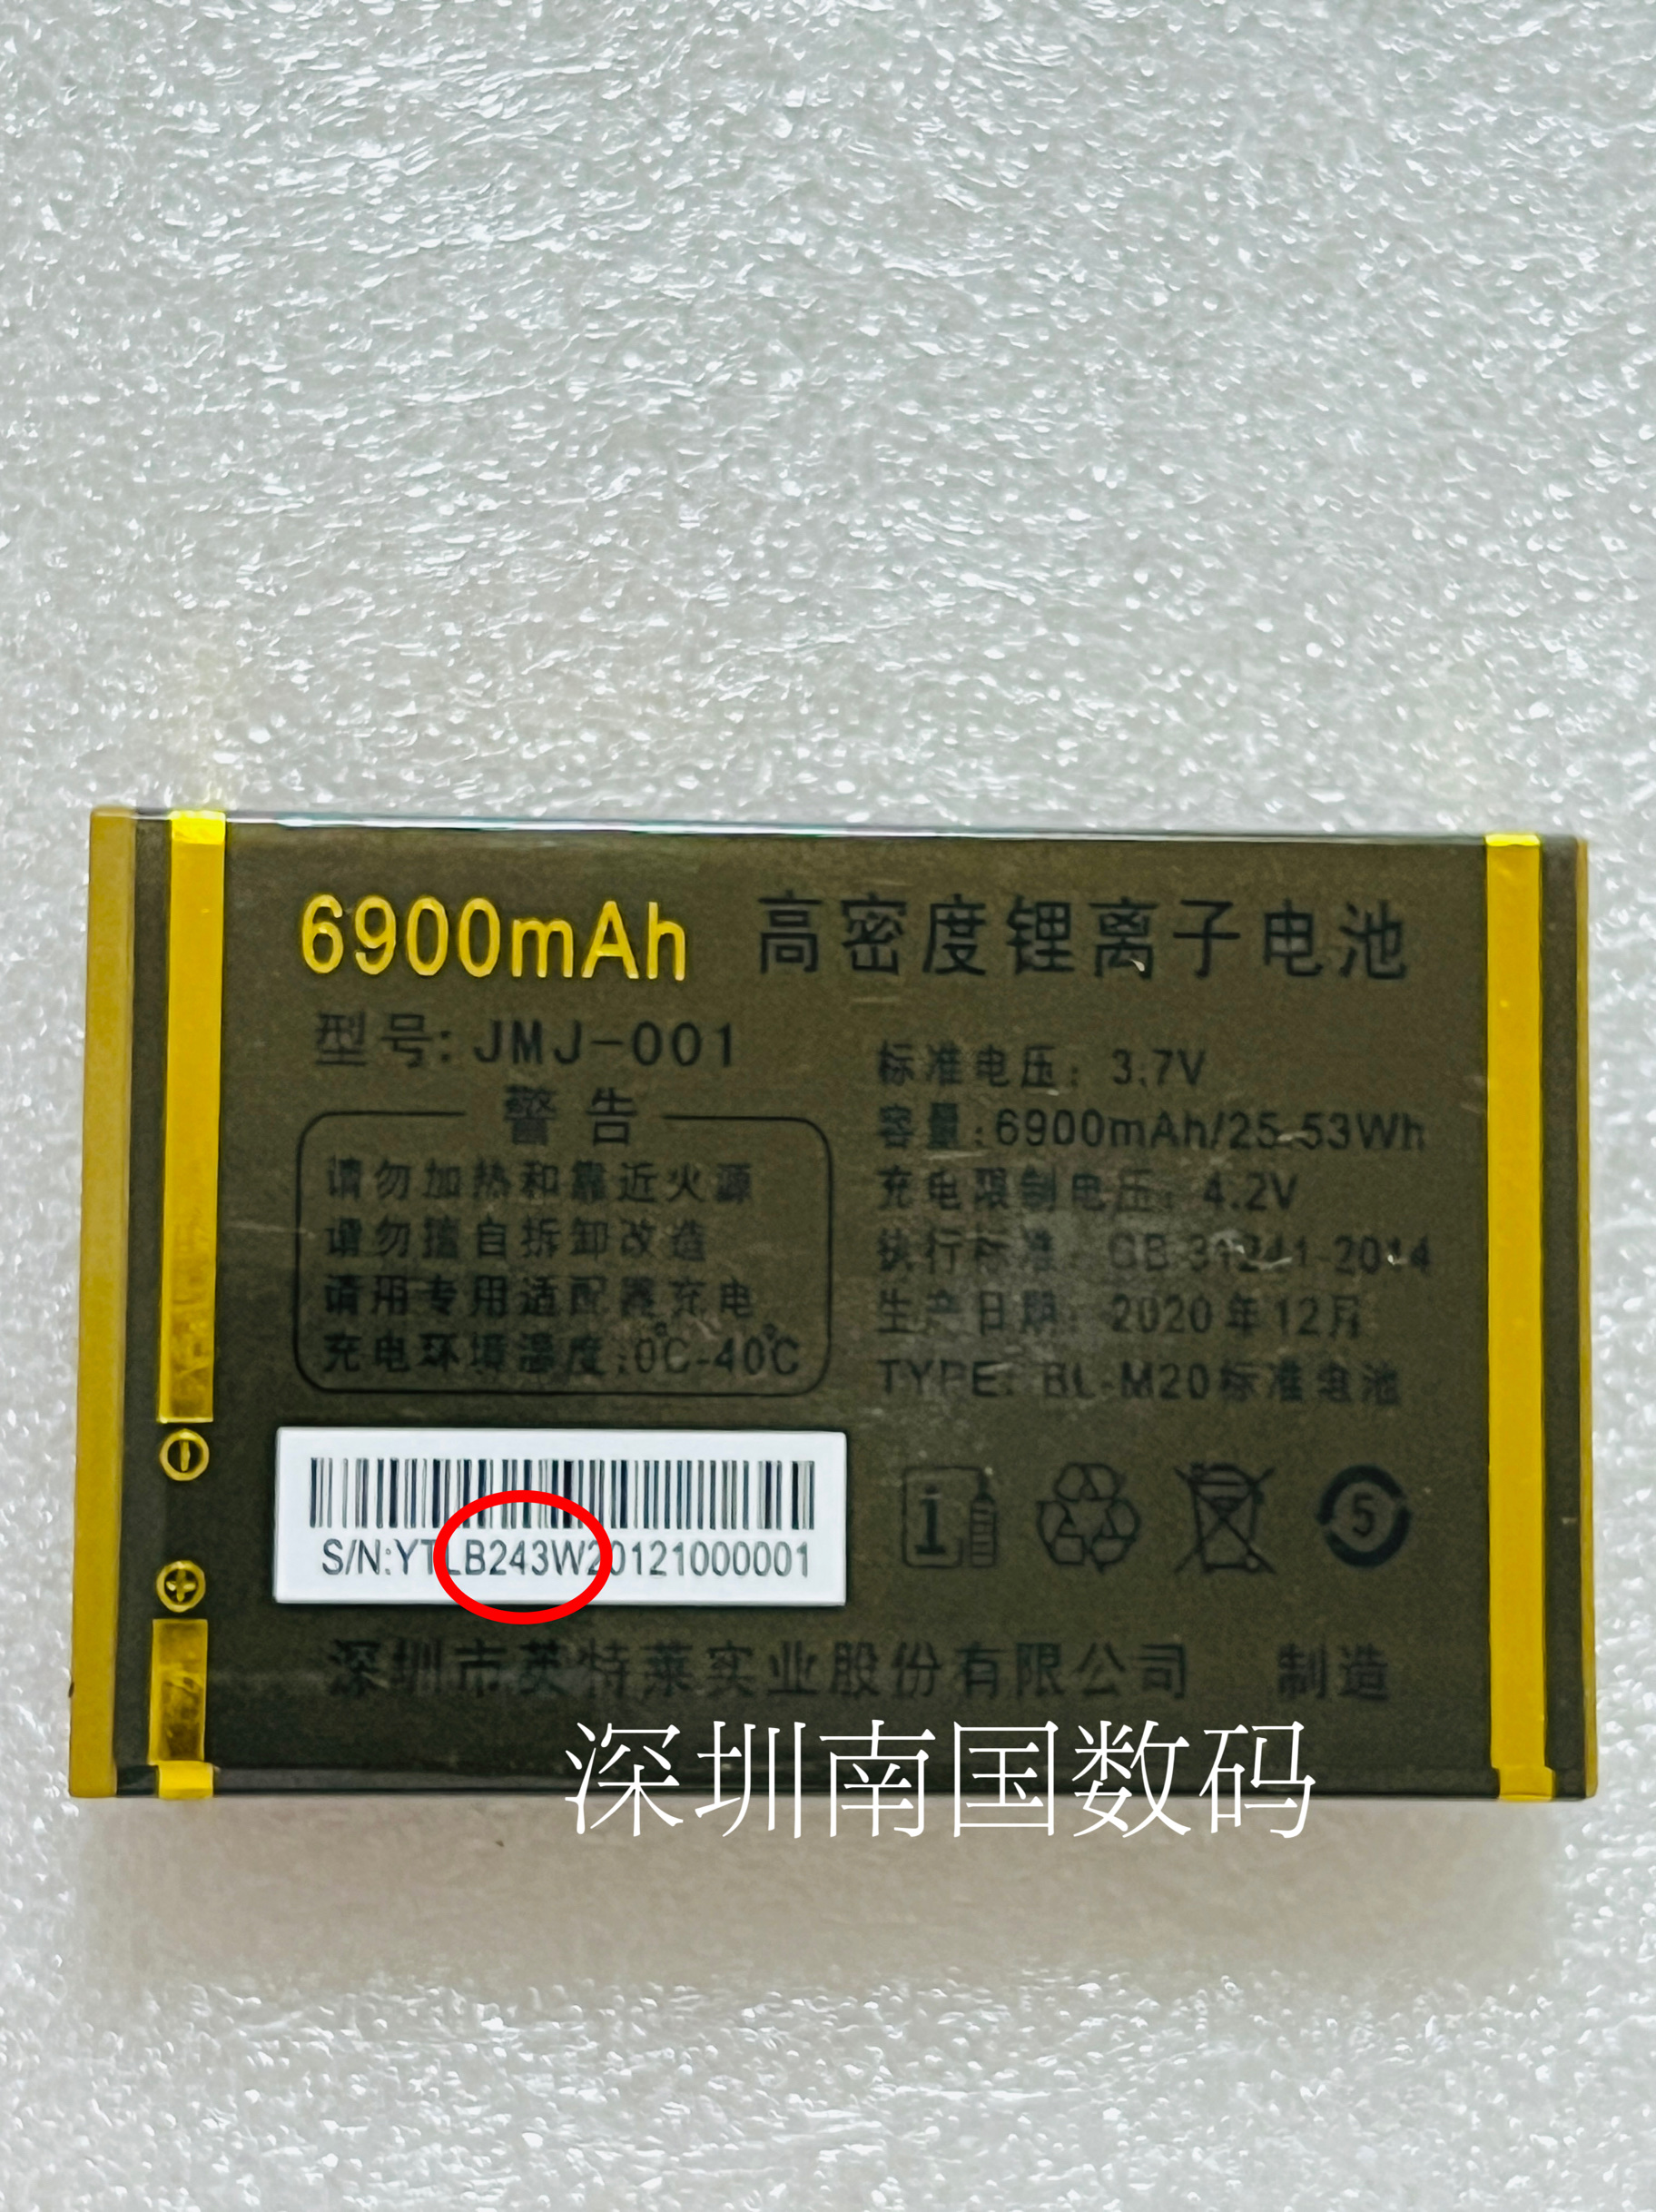 6900mAh 高密度锂离子电池
型号: JMJ-001
警告
请勿加热和靠近火源
请勿擅自拆卸改造
请用专用适配器充电
充电环境温度:0℃-40℃
标准电压: 3.7V
容量:6900mAh/25.53Wh
充电限制电压: 4.2V
执行标准: GB 31241-2014
生产日期: 2020年12月
TYPE: BL-M20标准电池
S/N:YTLB243W20121000001
5
深圳市英特莱实业股份有限公司 制造
深圳南国数码